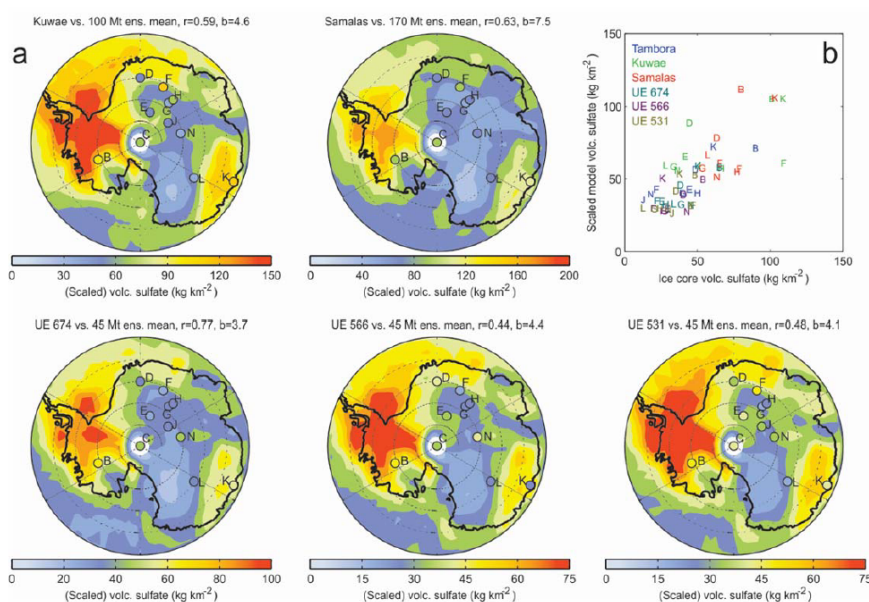 a
Kuwae vs. 100 Mt ens. mean, r=0.59, b=4.6
D
F
H
E
G
J
C
N
B
L
K
0 30 60 90 120 150
(Scaled) volc. sulfate (kg km-2)
Samalas vs. 170 Mt ens. mean, r=0.63, b=7.5
D
F
H
E
G
J
C
N
B
L
K
0 40 80 120 160 200
(Scaled) volc. sulfate (kg km-2)
b
Tambora
Kuwae
Samalas
UE 674
UE 566
UE 531
Scaled model volc. sulfate (kg km-2)
150
100
50
0
0 50 100 150
Ice core volc. sulfate (kg km-2)
UE 674 vs. 45 Mt ens. mean, r=0.77, b=3.7
D
F
H
E
G
J
C
N
B
L
K
0 20 40 60 80 100
(Scaled) volc. sulfate (kg km-2)
UE 566 vs. 45 Mt ens. mean, r=0.44, b=4.4
D
F
H
E
G
J
C
N
B
L
K
0 15 30 45 60 75
(Scaled) volc. sulfate (kg km-2)
UE 531 vs. 45 Mt ens. mean, r=0.48, b=4.1
D
F
H
E
G
J
C
N
B
L
K
0 15 30 45 60 75
(Scaled) volc. sulfate (kg km-2)